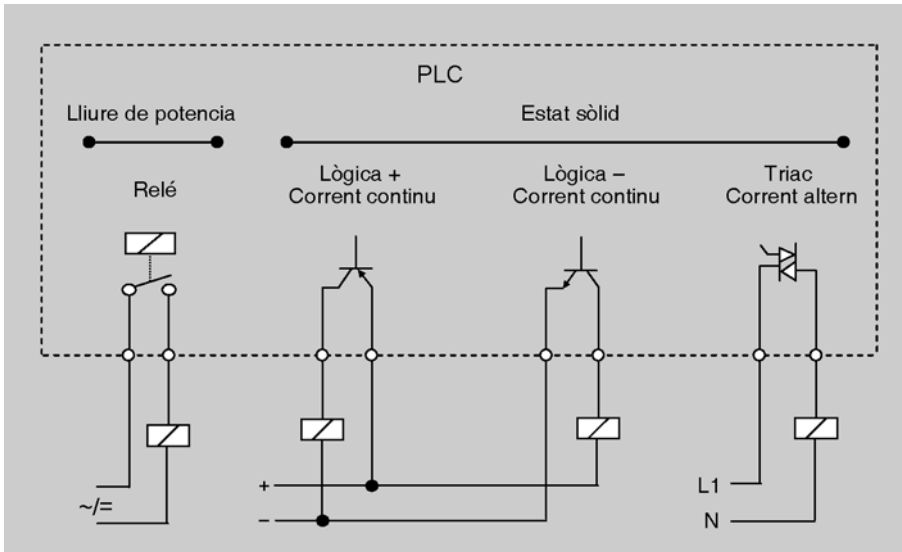 PLC
Lliure de potencia
Estat sòlid
Relé
Lògica +
Corrent continu
Lògica –
Corrent continu
Triac
Corrent altern
~/=
+
–
L1
N